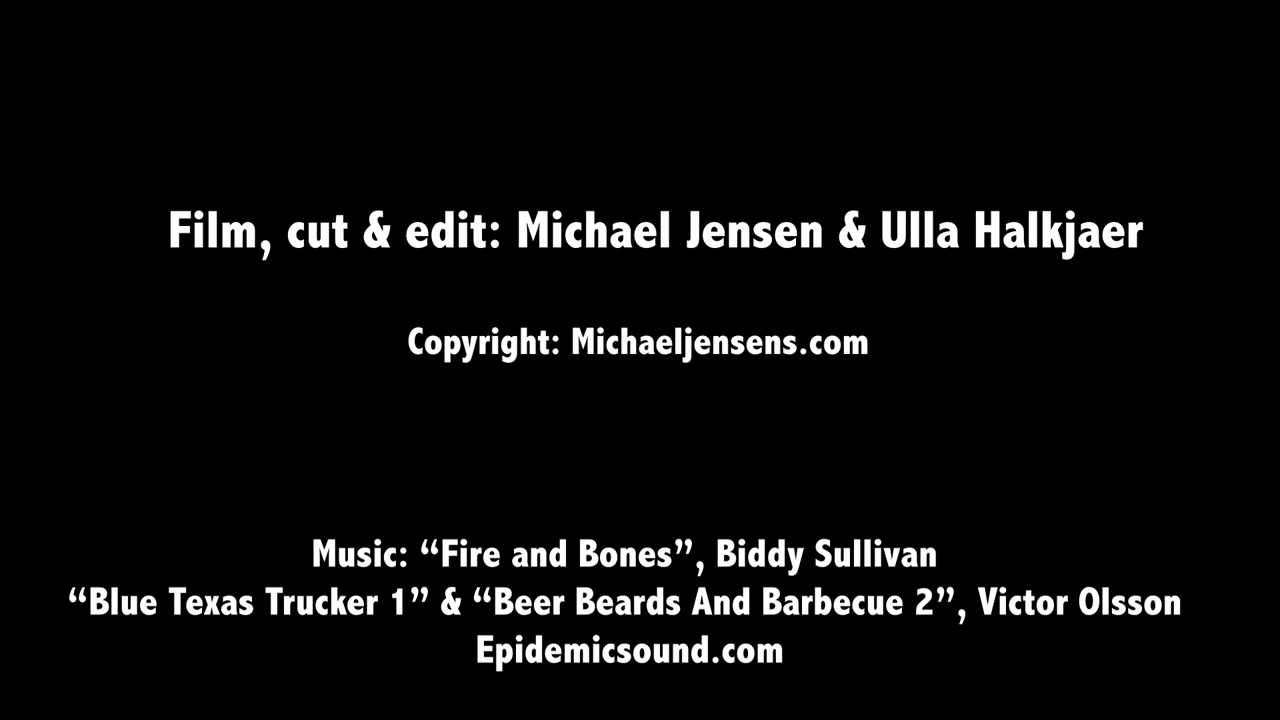 Film, cut & edit: Michael Jensen & Ulla Halkjaer
Copyright: Michaeljensens.com
Music: “Fire and Bones”, Biddy Sullivan
“Blue Texas Trucker 1” & “Beer Beards And Barbecue 2”, Victor Olsson
Epidemicsound.com